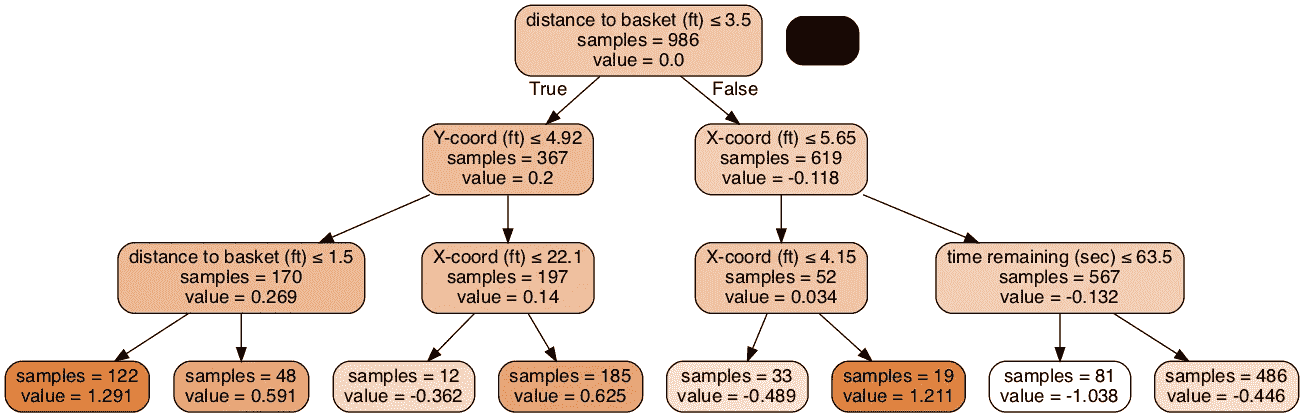 distance to basket (ft) ≤ 3.5
samples = 986
value = 0.0
True
False
Y-coord (ft) ≤ 4.92
samples = 367
value = 0.2
X-coord (ft) ≤ 5.65
samples = 619
value = -0.118
distance to basket (ft) ≤ 1.5
samples = 170
value = 0.269
X-coord (ft) ≤ 22.1
samples = 197
value = 0.14
X-coord (ft) ≤ 4.15
samples = 52
value = 0.034
time remaining (sec) ≤ 63.5
samples = 567
value = -0.132
samples = 122
value = 1.291
samples = 48
value = 0.591
samples = 12
value = -0.362
samples = 185
value = 0.625
samples = 33
value = -0.489
samples = 19
value = 1.211
samples = 81
value = -1.038
samples = 486
value = -0.446